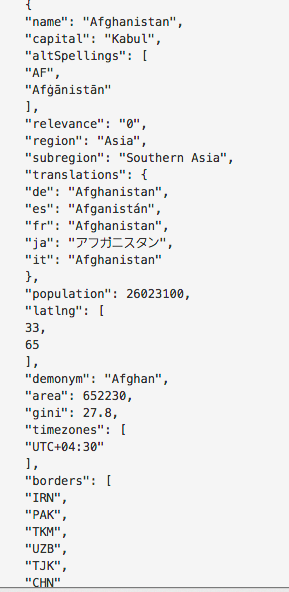 {
"name": "Afghanistan",
"capital": "Kabul",
"altSpellings": [
"AF",
"Afġānistān"
],
"relevance": "0",
"region": "Asia",
"subregion": "Southern Asia",
"translations": {
"de": "Afghanistan",
"es": "Afganistán",
"fr": "Afghanistan",
"ja": "アフガニスタン",
"it": "Afghanistan"
},
"population": 26023100,
"latlng": [
33,
65
],
"demonym": "Afghan",
"area": 652230,
"gini": 27.8,
"timezones": [
"UTC+04:30"
],
"borders": [
"IRN",
"PAK",
"TKM",
"UZB",
"TJK",
"CHN"